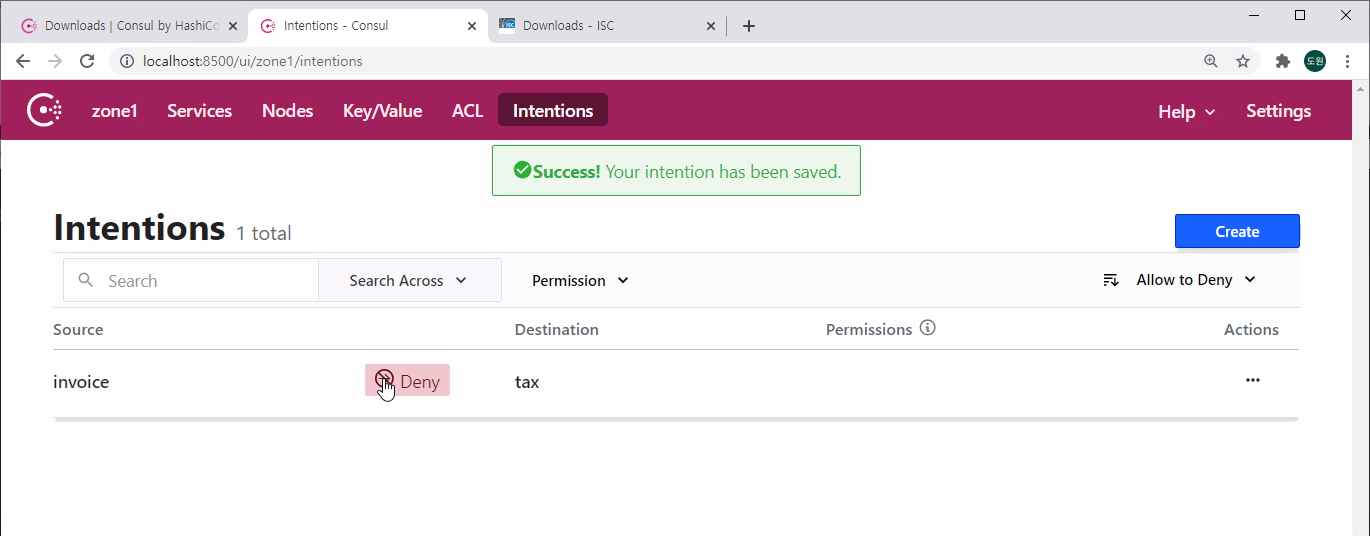 Downloads | Consul by HashiCo
Intentions - Consul
ISC
Downloads - ISC
localhost:8500/ui/zone1/intentions
도원
zone1
Services
Nodes
Key/Value
ACL
Intentions
Help
Settings
Success! Your intention has been saved.
Intentions 1 total
Create
Search
Search Across
Permission
Allow to Deny
Source
Destination
Permissions
Actions
invoice
Deny
tax